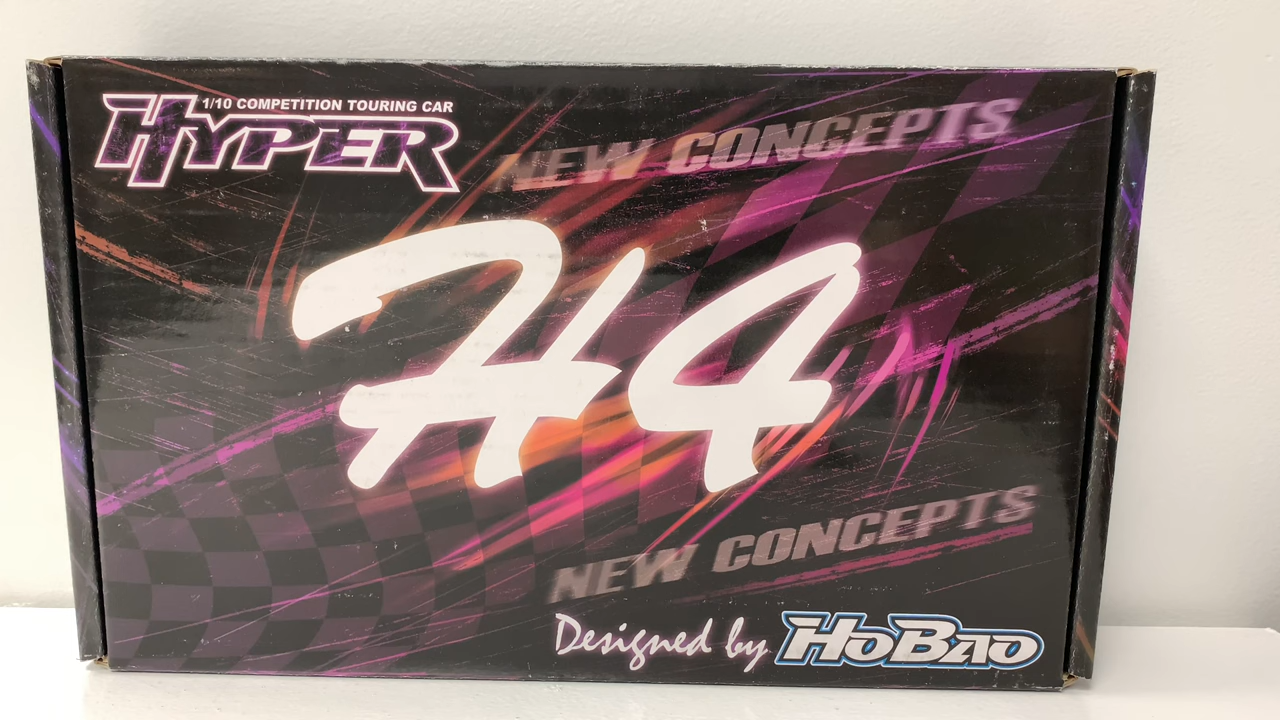 1/10 COMPETITION TOURING CAR
HYPER
NEW CONCEPTS
H4
NEW CONCEPTS
Designed by HOBAO